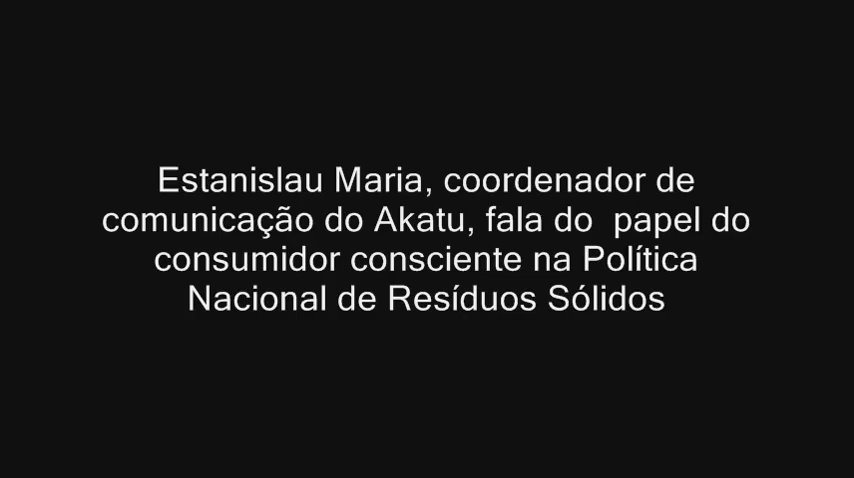 Estanislau Maria, coordenador de
comunicação do Akatu, fala do  papel do
consumidor consciente na Política
Nacional de Resíduos Sólidos